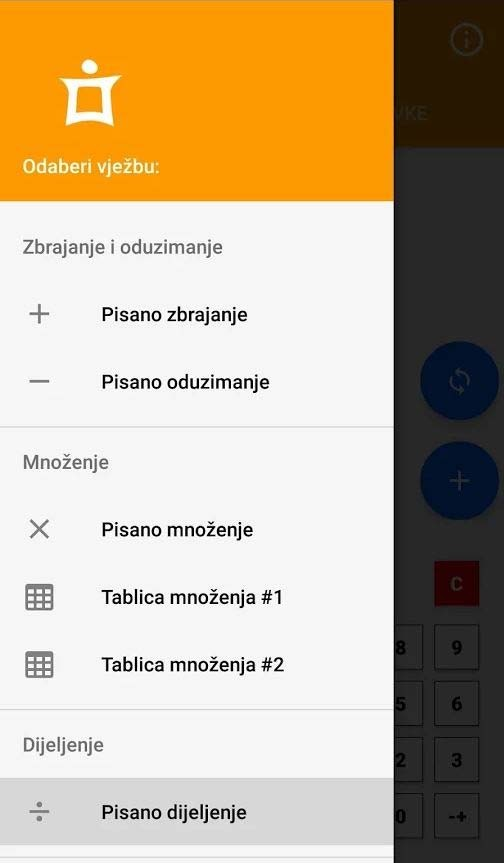 VKE
Odaberi vježbu:
Zbrajanje i oduzimanje
Pisano zbrajanje
Pisano oduzimanje
Množenje
Pisano množenje
Tablica množenja #1
Tablica množenja #2
Dijeljenje
Pisano dijeljenje
C
8 9
5 6
2 3
0 -+